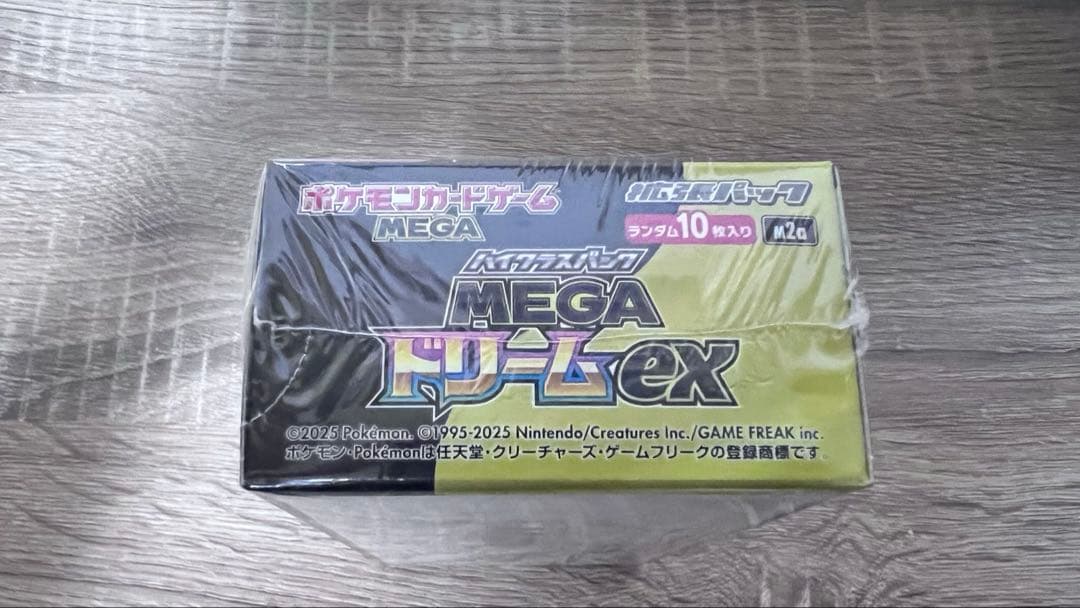 ポケモンカードゲーム
MEGA
拡張パック
ランダム10枚入り M2a
ハイクラスパック
MEGA
ドリームex
©2025 Pokémon. ©1995-2025 Nintendo/Creatures Inc./GAME FREAK inc.
ポケモン・Pokémonは任天堂・クリーチャーズ・ゲームフリークの登録商標です。